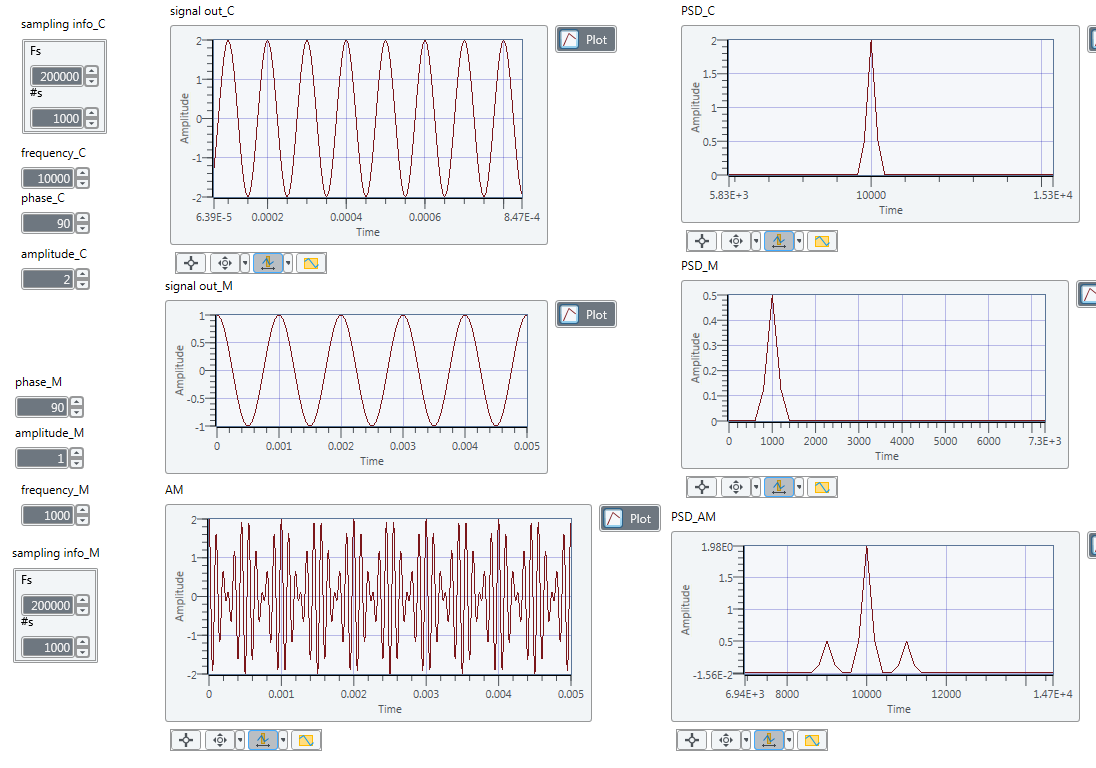 sampling info_C
Fs
200000
#s
1000
frequency_C
10000
phase_C
90
amplitude_C
2
phase_M
90
amplitude_M
1
frequency_M
1000
sampling info_M
Fs
200000
#s
1000
signal out_C
Plot
Amplitude
2
1
0
-1
-2
6.39E-5 0.0002 0.0004 0.0006 8.47E-4
Time
signal out_M
Plot
Amplitude
1
0.5
0
-0.5
-1
0 0.001 0.002 0.003 0.004 0.005
Time
AM
Plot
Amplitude
2
1
0
-1
-2
0 0.001 0.002 0.003 0.004 0.005
Time
PSD_C
Amplitude
2
1.5
1
0.5
0
5.83E+3 10000 1.53E+4
Time
PSD_M
Amplitude
0.5
0.4
0.3
0.2
0.1
0
0 1000 2000 3000 4000 5000 6000 7.3E+3
Time
PSD_AM
Amplitude
1.98E0
1.5
1
0.5
-1.56E-2
6.94E+3 8000 10000 12000 1.47E+4
Time